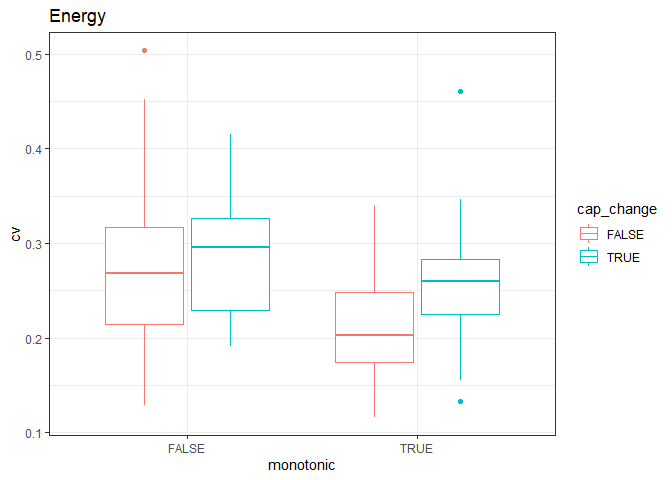 Energy
0.5
0.4
0.3
0.2
0.1
cv
FALSE
TRUE
monotonic
cap_change
FALSE
TRUE